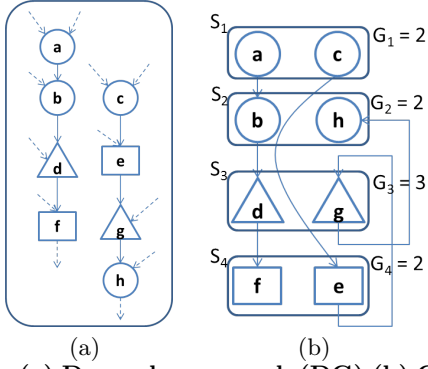 a
b
c
d
e
f
g
h
(a)
S1
a
c
G1 = 2
S2
b
h
G2 = 2
S3
d
g
G3 = 3
S4
f
e
G4 = 2
(b)